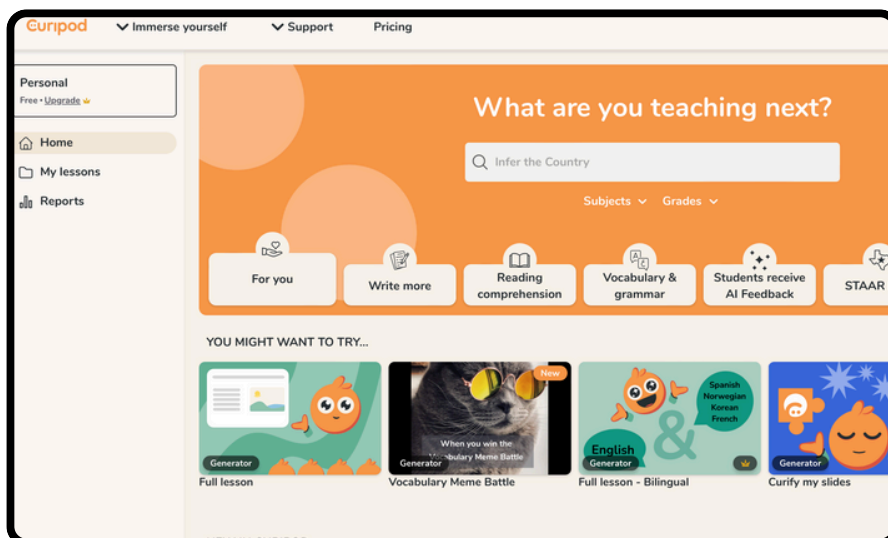 Curipod
Immerse yourself
Support
Pricing
Personal
Free • Upgrade
Home
My lessons
Reports
What are you teaching next?
Infer the Country
Subjects
Grades
For you
Write more
Reading
comprehension
Vocabulary &
grammar
Students receive
AI Feedback
STAAR
YOU MIGHT WANT TO TRY...
Generator
Full lesson
New
When you win the
Vocabulary Meme Battle
Generator
Vocabulary Meme Battle
Spanish
Norwegian
Korean
French
&
English
Generator
Full lesson - Bilingual
Generator
Curify my slides